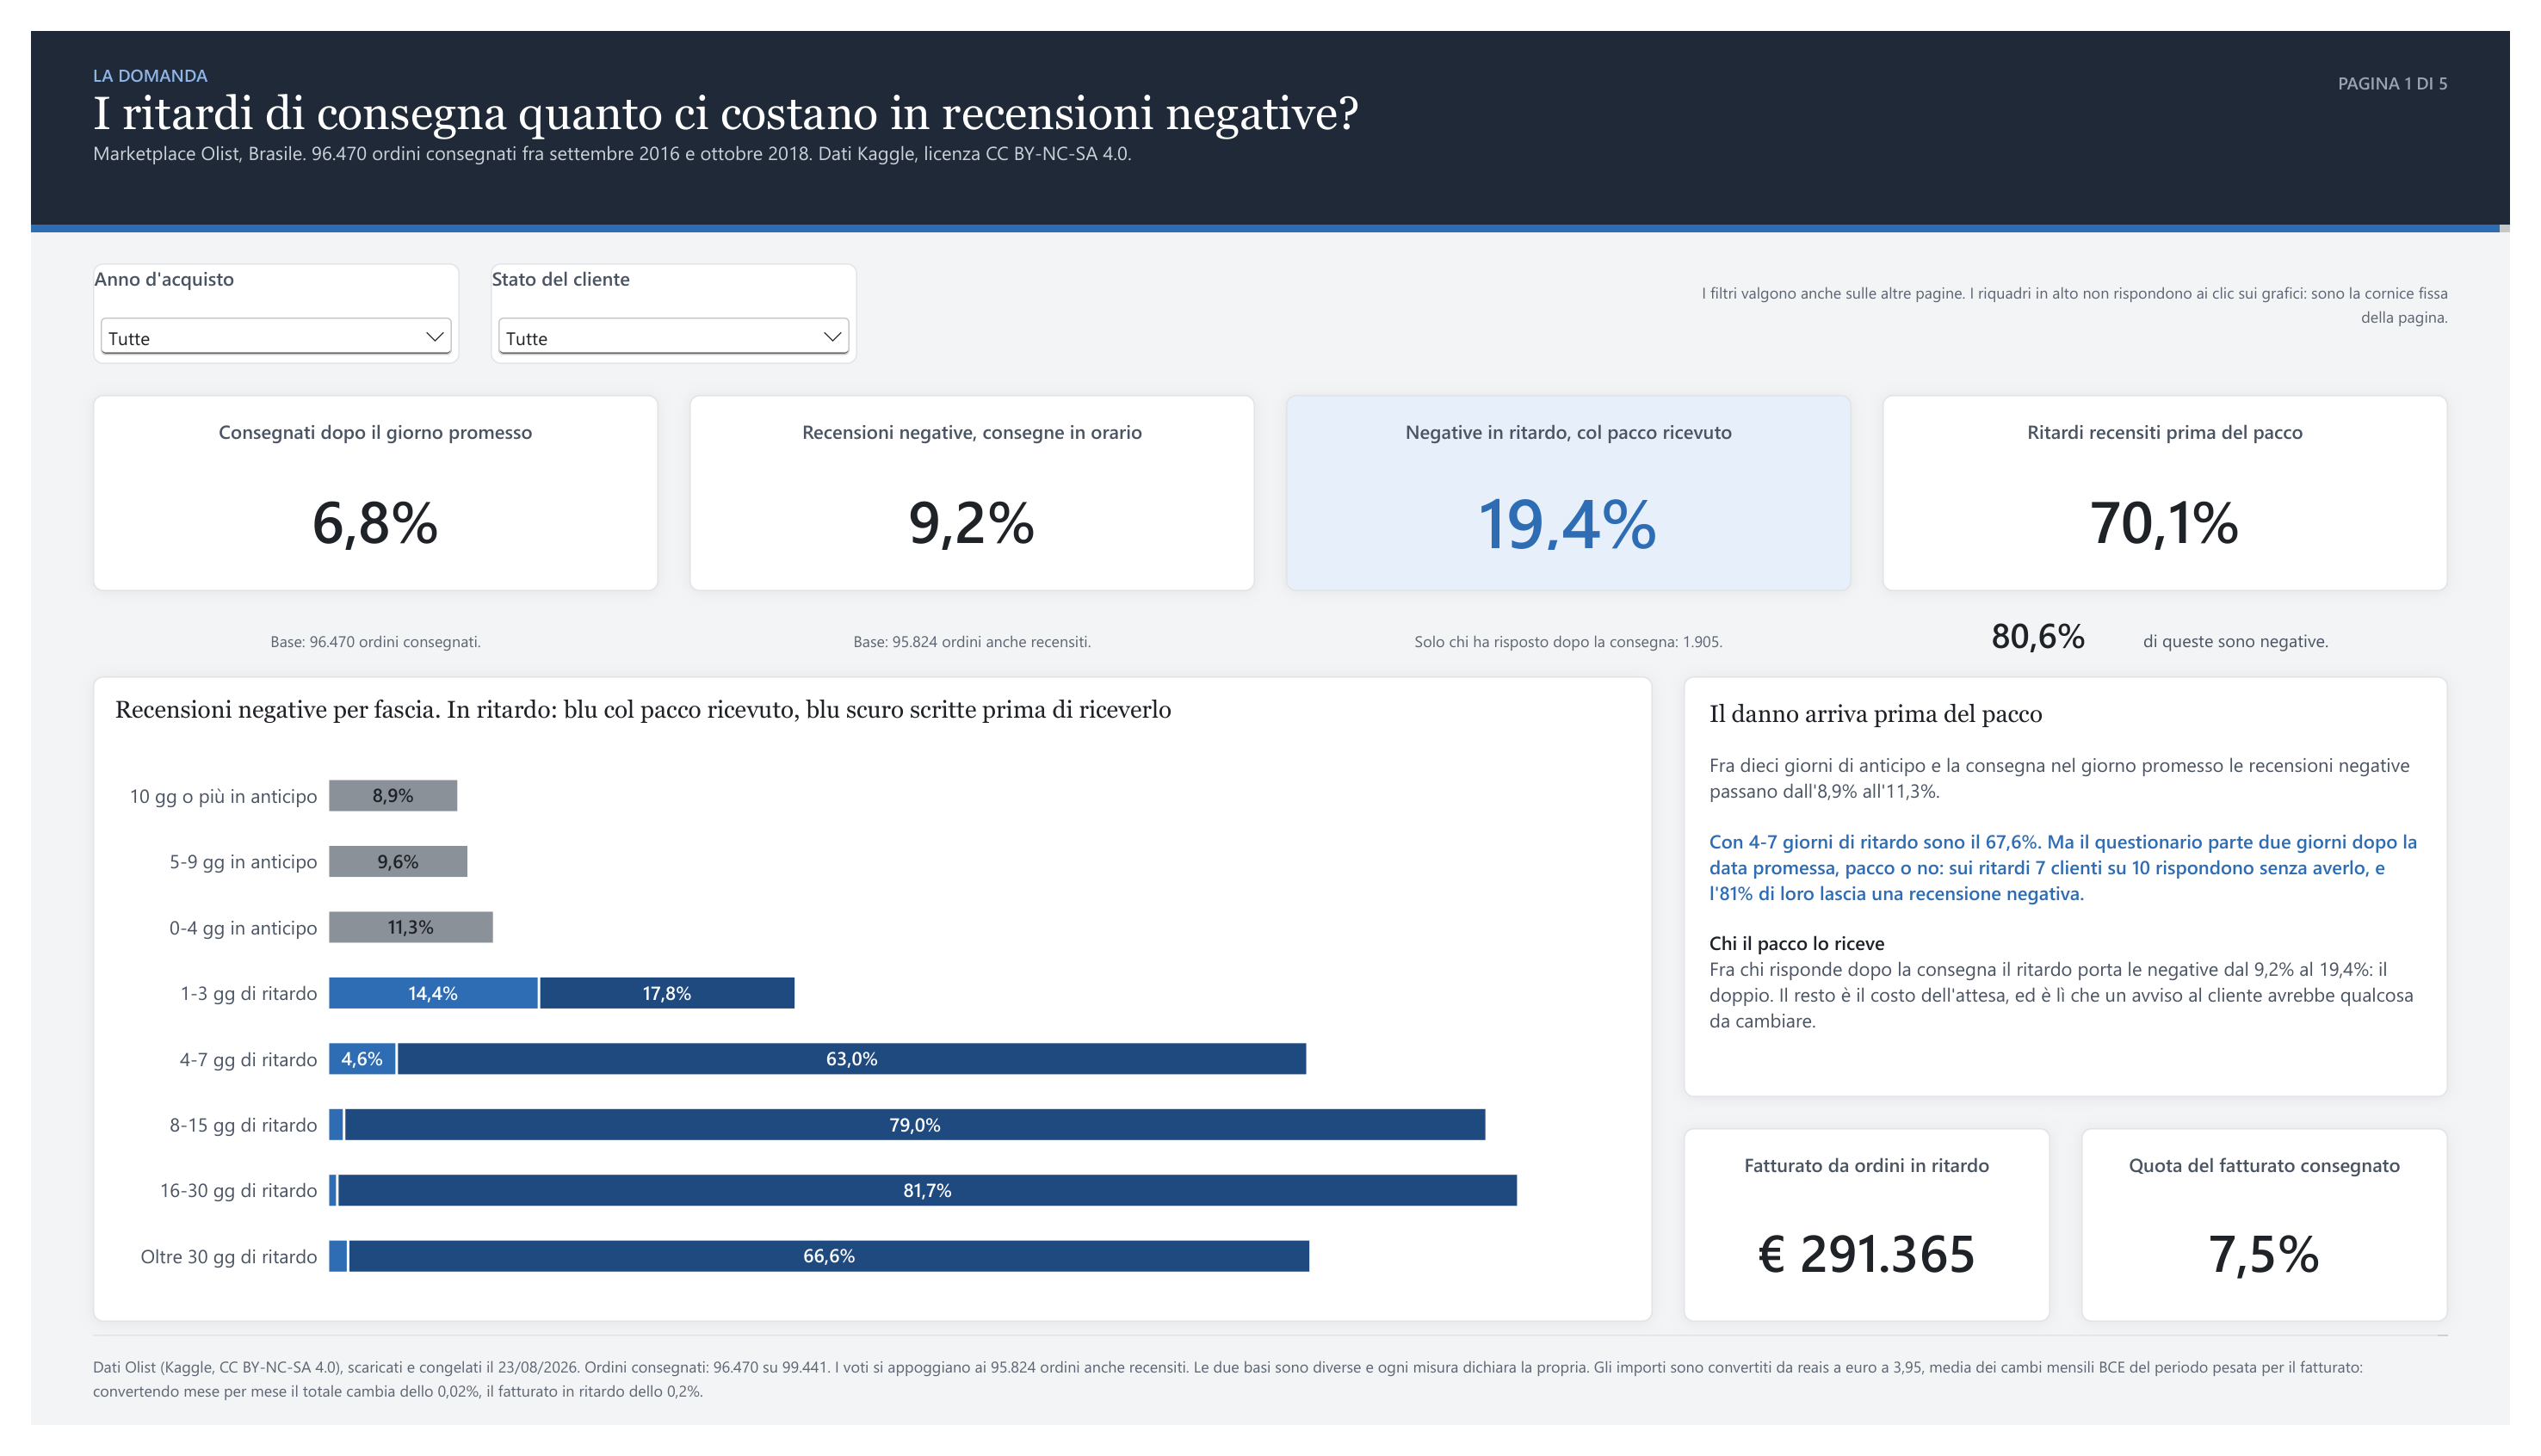 LA DOMANDA
PAGINA 1 DI 5
I ritardi di consegna quanto ci costano in recensioni negative?
Marketplace Olist, Brasile. 96.470 ordini consegnati fra settembre 2016 e ottobre 2018. Dati Kaggle, licenza CC BY-NC-SA 4.0.
Anno d'acquisto
Tutte
Stato del cliente
Tutte
I filtri valgono anche sulle altre pagine. I riquadri in alto non rispondono ai clic sui grafici: sono la cornice fissa
della pagina.
Consegnati dopo il giorno promesso
6,8%
Base: 96.470 ordini consegnati.
Recensioni negative, consegne in orario
9,2%
Base: 95.824 ordini anche recensiti.
Negative in ritardo, col pacco ricevuto
19,4%
Solo chi ha risposto dopo la consegna: 1.905.
Ritardi recensiti prima del pacco
70,1%
80,6% di queste sono negative.
Recensioni negative per fascia. In ritardo: blu col pacco ricevuto, blu scuro scritte prima di riceverlo
10 gg o più in anticipo 8,9%
5-9 gg in anticipo 9,6%
0-4 gg in anticipo 11,3%
1-3 gg di ritardo 14,4% 17,8%
4-7 gg di ritardo 4,6% 63,0%
8-15 gg di ritardo 79,0%
16-30 gg di ritardo 81,7%
Oltre 30 gg di ritardo 66,6%
Il danno arriva prima del pacco
Fra dieci giorni di anticipo e la consegna nel giorno promesso le recensioni negative
passano dall'8,9% all'11,3%.
Con 4-7 giorni di ritardo sono il 67,6%. Ma il questionario parte due giorni dopo la
data promessa, pacco o no: sui ritardi 7 clienti su 10 rispondono senza averlo, e
l'81% di loro lascia una recensione negativa.
Chi il pacco lo riceve
Fra chi risponde dopo la consegna il ritardo porta le negative dal 9,2% al 19,4%: il
doppio. Il resto è il costo dell'attesa, ed è lì che un avviso al cliente avrebbe qualcosa
da cambiare.
Fatturato da ordini in ritardo
€ 291.365
Quota del fatturato consegnato
7,5%
Dati Olist (Kaggle, CC BY-NC-SA 4.0), scaricati e congelati il 23/08/2026. Ordini consegnati: 96.470 su 99.441. I voti si appoggiano ai 95.824 ordini anche recensiti. Le due basi sono diverse e ogni misura dichiara la propria. Gli importi sono convertiti da reais a euro a 3,95, media dei cambi mensili BCE del periodo pesata per il fatturato:
convertendo mese per mese il totale cambia dello 0,02%, il fatturato in ritardo dello 0,2%.